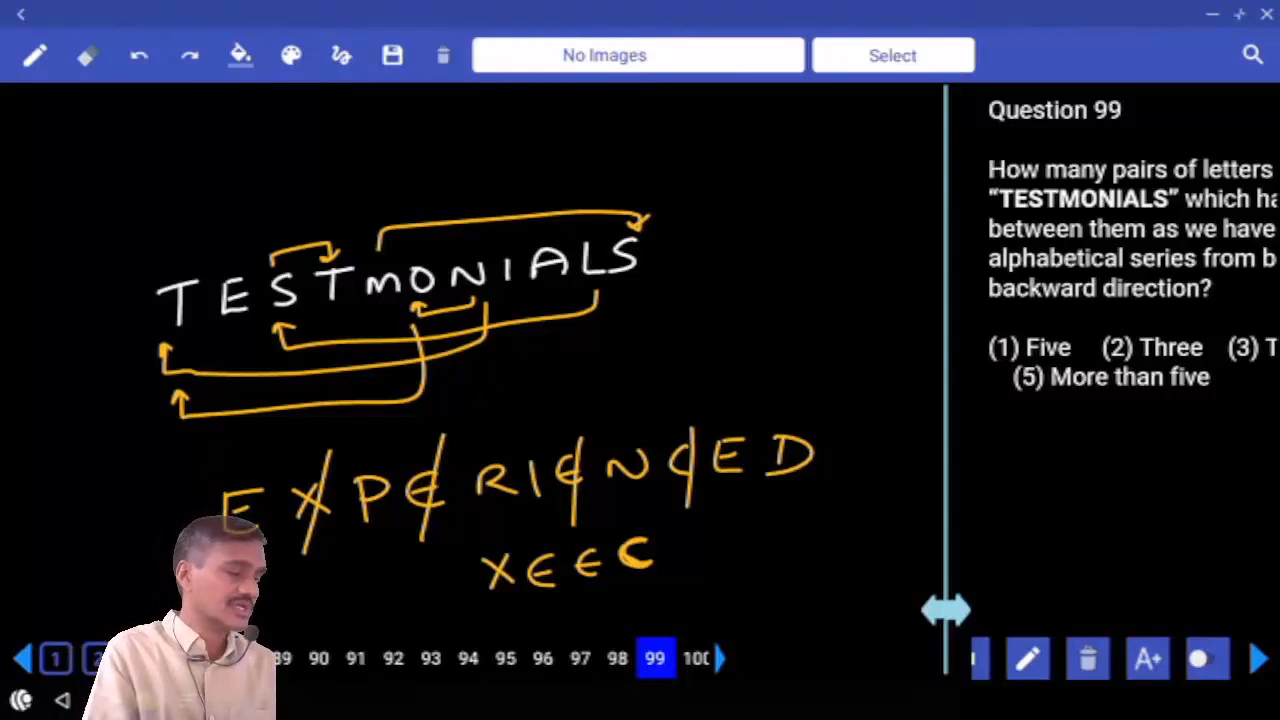 No Images
Select
Question 99
How many pairs of letters
"TESTMONIALS" which ha
between them as we have
alphabetical series from b
backward direction?
(1) Five (2) Three (3) T
(5) More than five
TESTMONIALS
EXPERIENCED
XEEC
1 2 89 90 91 92 93 94 95 96 97 98 99 100
A+